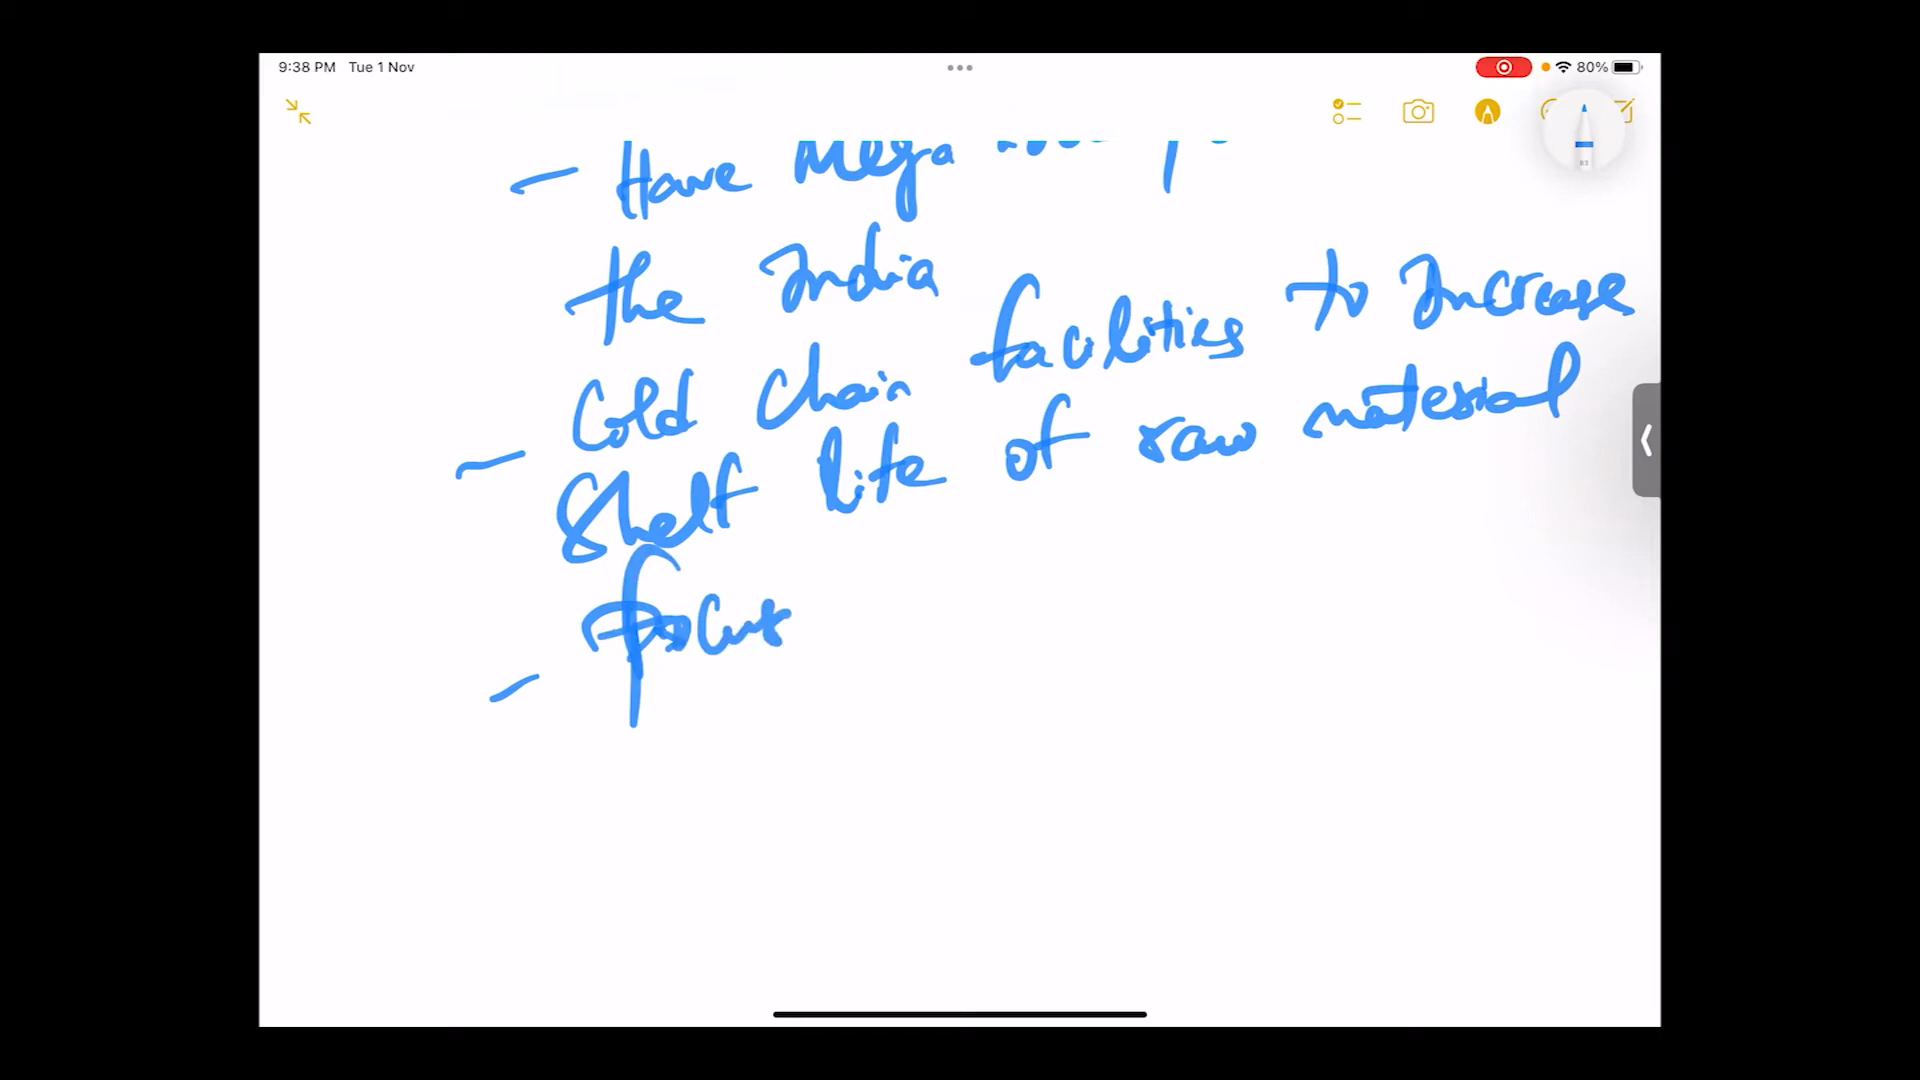 9:38 PM Tue 1 Nov 80%
- Have Mega
the India
- Cold Chain facilities to Increase
Shelf life of raw material
- focus